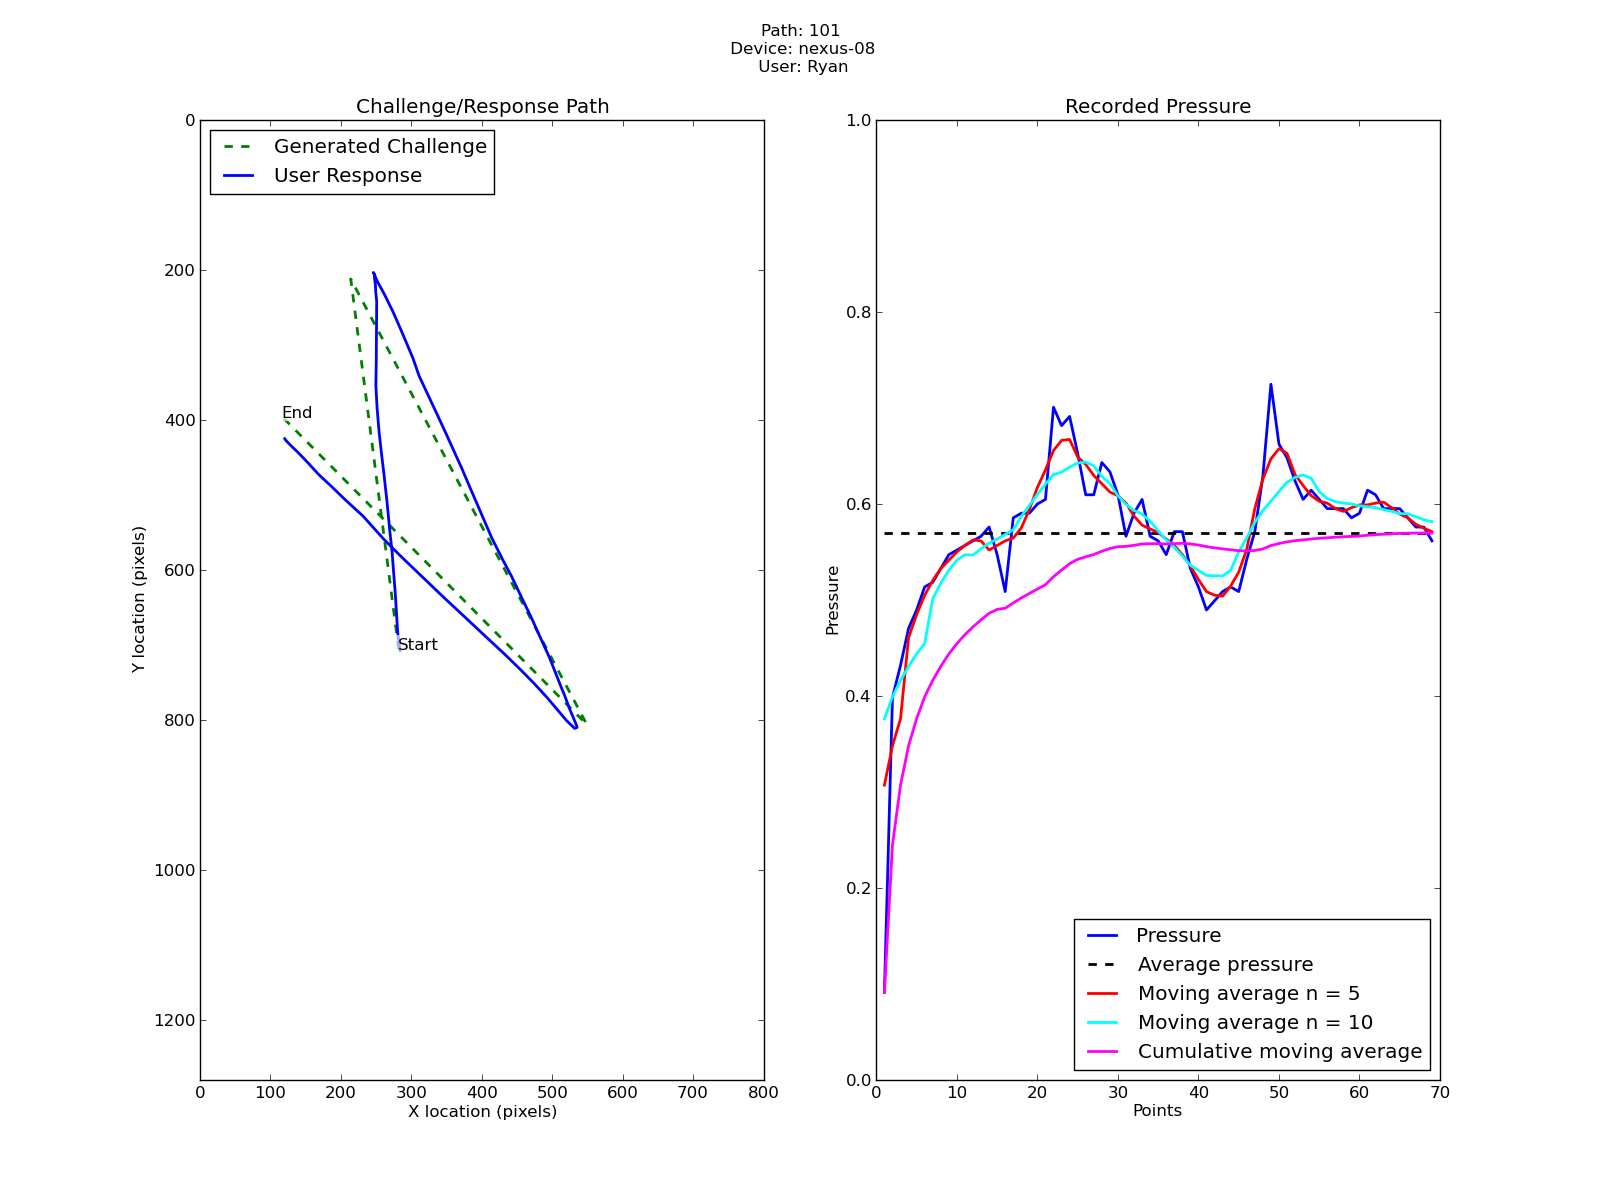 Path: 101
Device: nexus-08
User: Ryan
Challenge/Response Path
Generated Challenge
User Response
0
200
400
600
800
1000
1200
Y location (pixels)
End
Start
0 100 200 300 400 500 600 700 800
X location (pixels)
Recorded Pressure
1.0
0.8
0.6
0.4
0.2
0.0
Pressure
Pressure
Average pressure
Moving average n = 5
Moving average n = 10
Cumulative moving average
0 10 20 30 40 50 60 70
Points